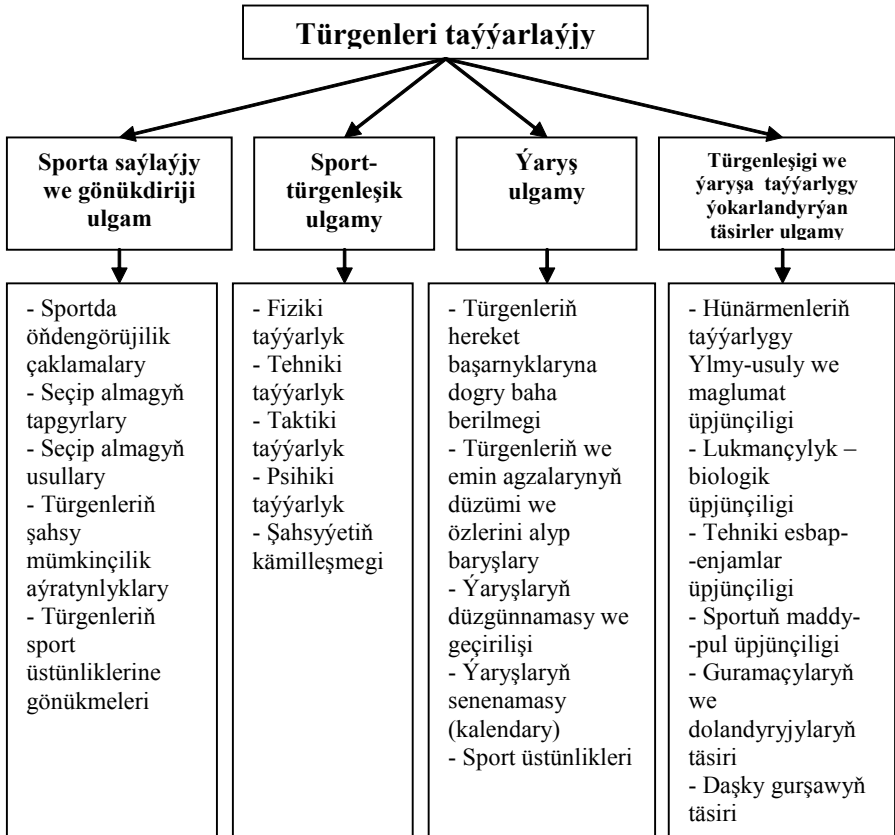 Türgenleri taýýarlaýjy
Sporta saýlaýjy
we gönükdiriji
ulgam
Sport-
türgenleşik
ulgamy
Ýaryş
ulgamy
Türgenleşigi we
ýaryşa taýýarlygy
ýokarlandyrýan
täsirler ulgamy
- Sportda
öňdengörüjilik
çaklamalary
- Seçip almagyň
tapgyrlary
- Seçip almagyň
usullary
- Türgenleriň
şahsy
mümkinçilik
aýratynlyklary
- Türgenleriň
sport
üstünliklerine
gönükmeleri
- Fiziki
taýýarlyk
- Tehniki
taýýarlyk
- Taktiki
taýýarlyk
- Psihiki
taýýarlyk
- Şahsyýetiň
kämilleşmegi
- Türgenleriň
hereket
başarnyklaryna
dogry baha
berilmegi
- Türgenleriň we
emin agzalarynyň
düzümi we
özlerini alyp
baryşlary
- Ýaryşlaryň
düzgünnamasy we
geçirilişi
- Ýaryşlaryň
senenamasy
(kalendary)
- Sport üstünlikleri
- Hünärmenleriň
taýýarlygy
Ylmy-usuly we
maglumat
üpjünçiligi
- Lukmançylyk –
biologik
üpjünçiligi
- Tehniki esbap-
-enjamlar
üpjünçiligi
- Sportuň maddy-
-pul üpjünçiligi
- Guramaçylaryň
we
dolandyryjylaryň
täsiri
- Daşky gurşawyň
täsiri